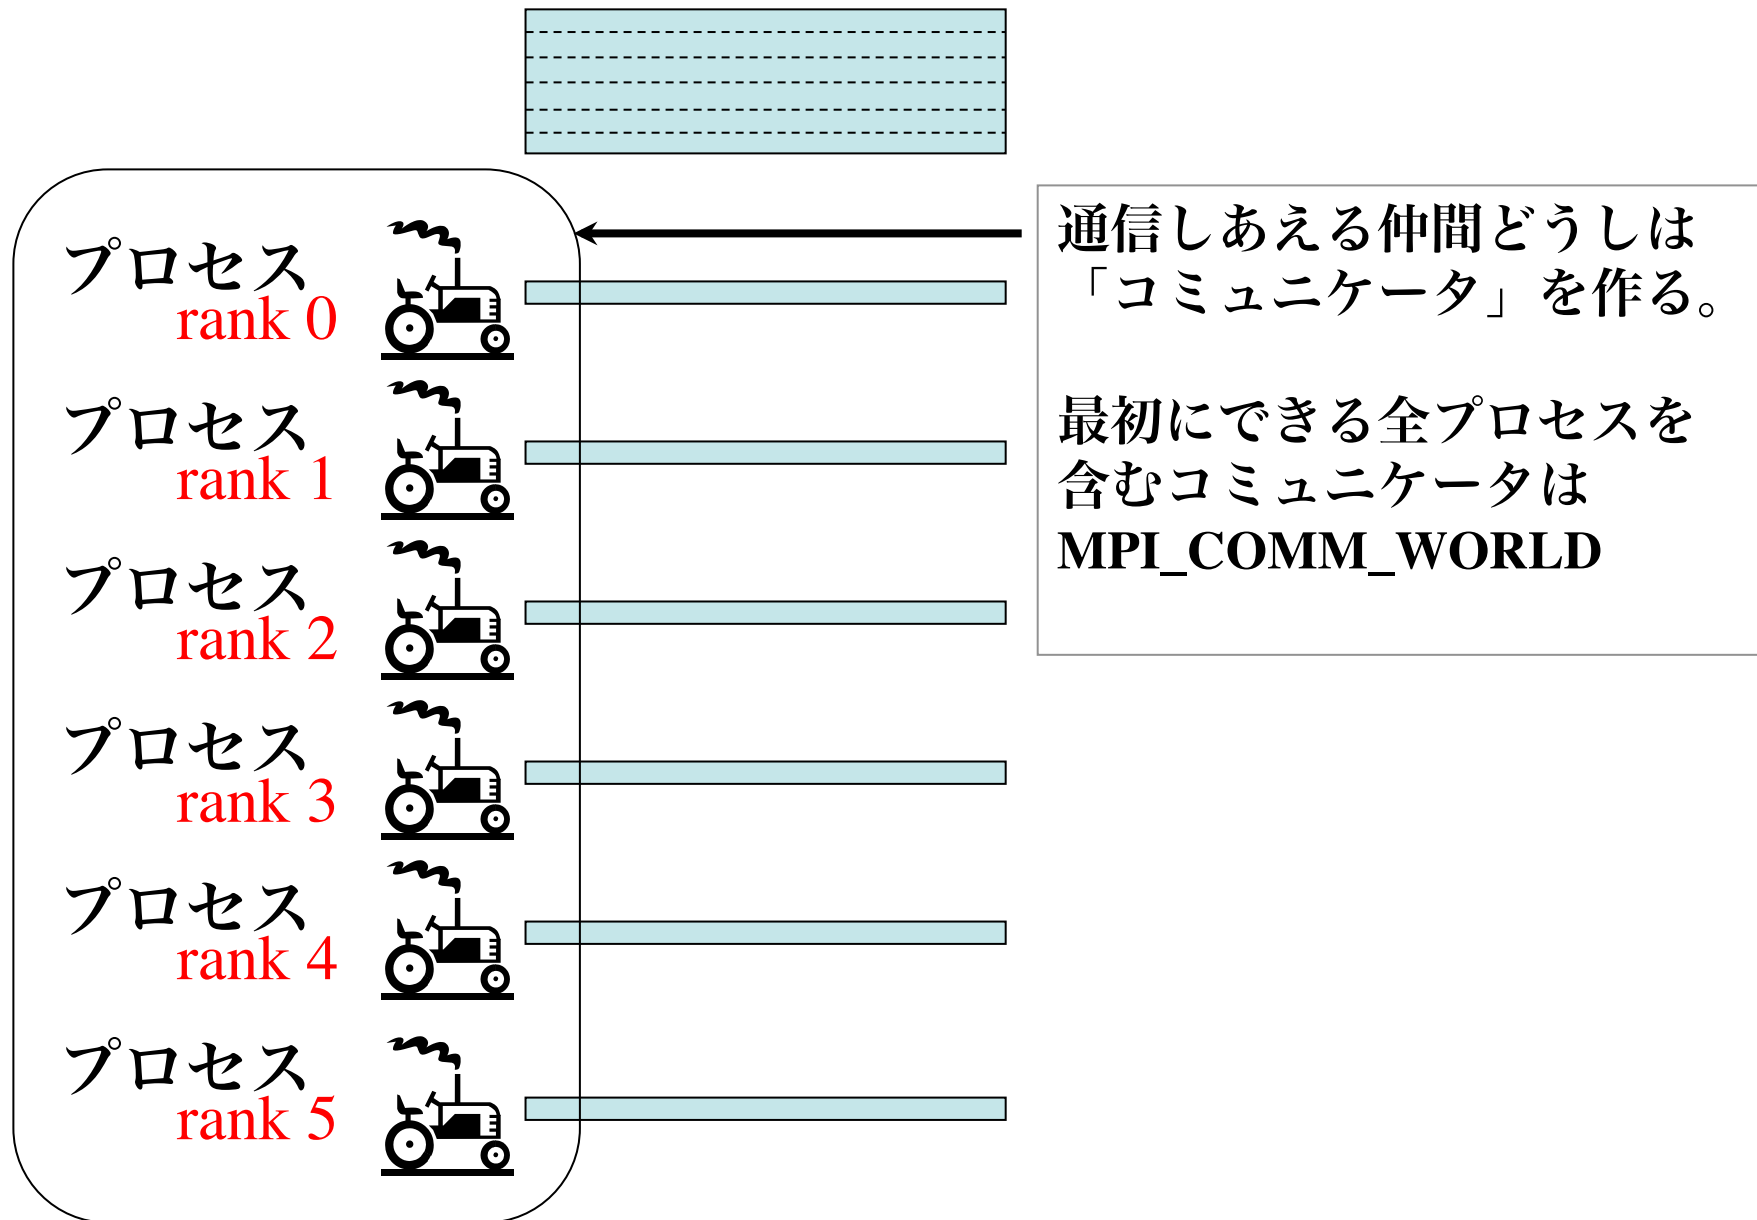 プロセス
rank 0
プロセス
rank 1
プロセス
rank 2
プロセス
rank 3
プロセス
rank 4
プロセス
rank 5
通信しあえる仲間どうしは
「コミュニケータ」を作る。
最初にできる全プロセスを
含むコミュニケータは
MPI_COMM_WORLD